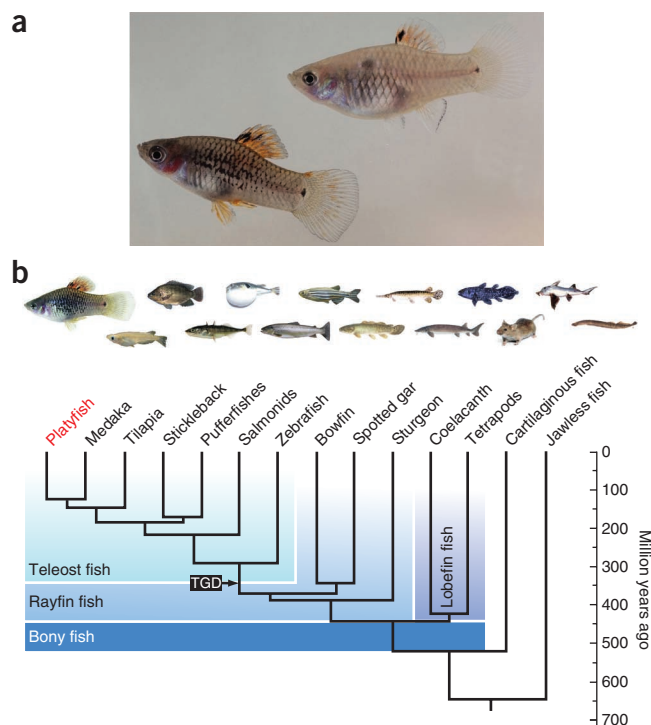 a
b
Platyfish
Medaka
Tilapia
Stickleback
Pufferfishes
Salmonids
Zebrafish
Bowfin
Spotted gar
Sturgeon
Coelacanth
Tetrapods
Cartilaginous fish
Jawless fish
0
100
200
300
400
500
600
700
Million years ago
Teleost fish
TGD
Rayfin fish
Lobefin fish
Bony fish